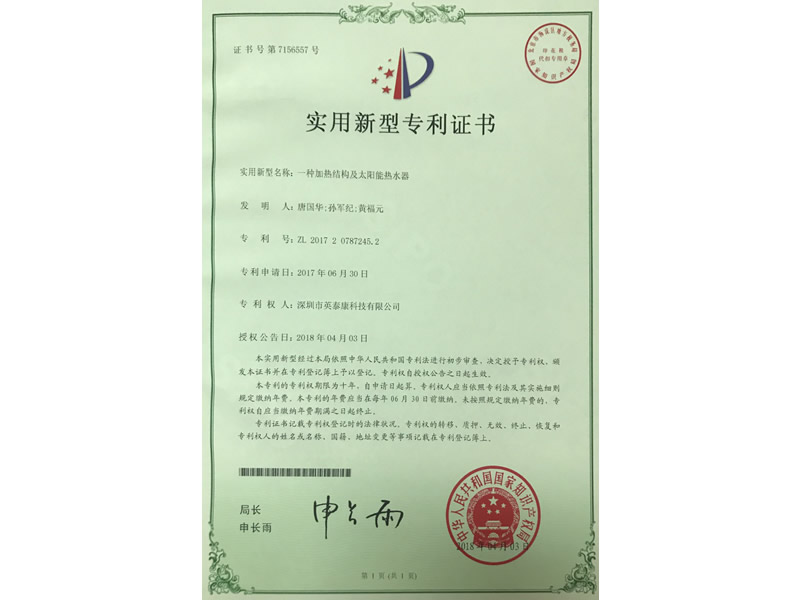 证书号第7156557号
实用新型专利证书
实用新型名称：一种加热结构及太阳能热水器
发明人：唐国华;孙军纪;黄福元
专利号：ZL 2017 2 0787245.2
专利申请日：2017年06月30日
专利权人：深圳市英泰康科技有限公司
授权公告日：2018年04月03日
本实用新型经过本局依照中华人民共和国专利法进行初步审查，决定授予专利权，颁
发本证书并在专利登记簿上予以登记。专利权自授权公告之日起生效。
本专利的专利权期限为十年，自申请日起算。专利权人应当依照专利法及其实施细则
规定缴纳年费。本专利的年费应当在每年06月30日前缴纳。未按照规定缴纳年费的，专
利权自应当缴纳年费期满之日起终止。
专利证书记载专利权登记时的法律状况。专利权的转移、质押、无效、终止、恢复和
专利权人的姓名或名称、国籍、地址变更等事项记载在专利登记簿上。
局长
申长雨
申长雨
中华人民共和国国家知识产权局
2018年04月03日
第1页（共1页）